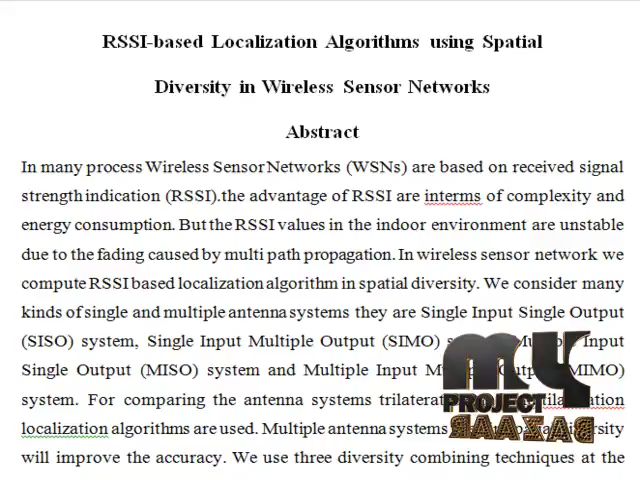 RSSI-based Localization Algorithms using Spatial
Diversity in Wireless Sensor Networks
Abstract
In many process Wireless Sensor Networks (WSNs) are based on received signal
strength indication (RSSI).the advantage of RSSI are interms of complexity and
energy consumption. But the RSSI values in the indoor environment are unstable
due to the fading caused by multi path propagation. In wireless sensor network we
compute RSSI based localization algorithm in spatial diversity. We consider many
kinds of single and multiple antenna systems they are Single Input Single Output
(SISO) system, Single Input Multiple Output (SIMO) Input
Single Output (MISO) system and Multiple Input (MIMO)
system. For comparing the antenna systems
localization algorithms are used. Multiple antenna systems
will improve the accuracy. We use three diversity combining techniques at the
MY
PROJECT
BAZAAR